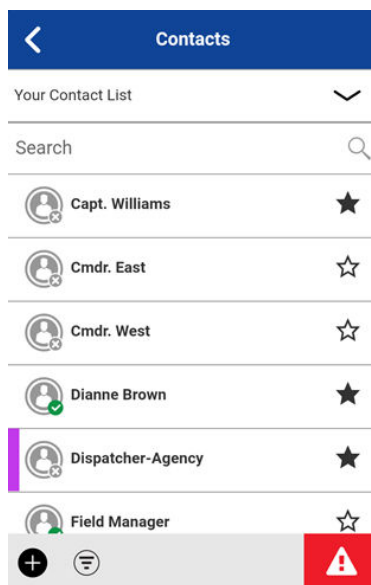 Contacts
Your Contact List
Search
Capt. Williams
Cmdr. East
Cmdr. West
Dianne Brown
Dispatcher-Agency
Field Manager